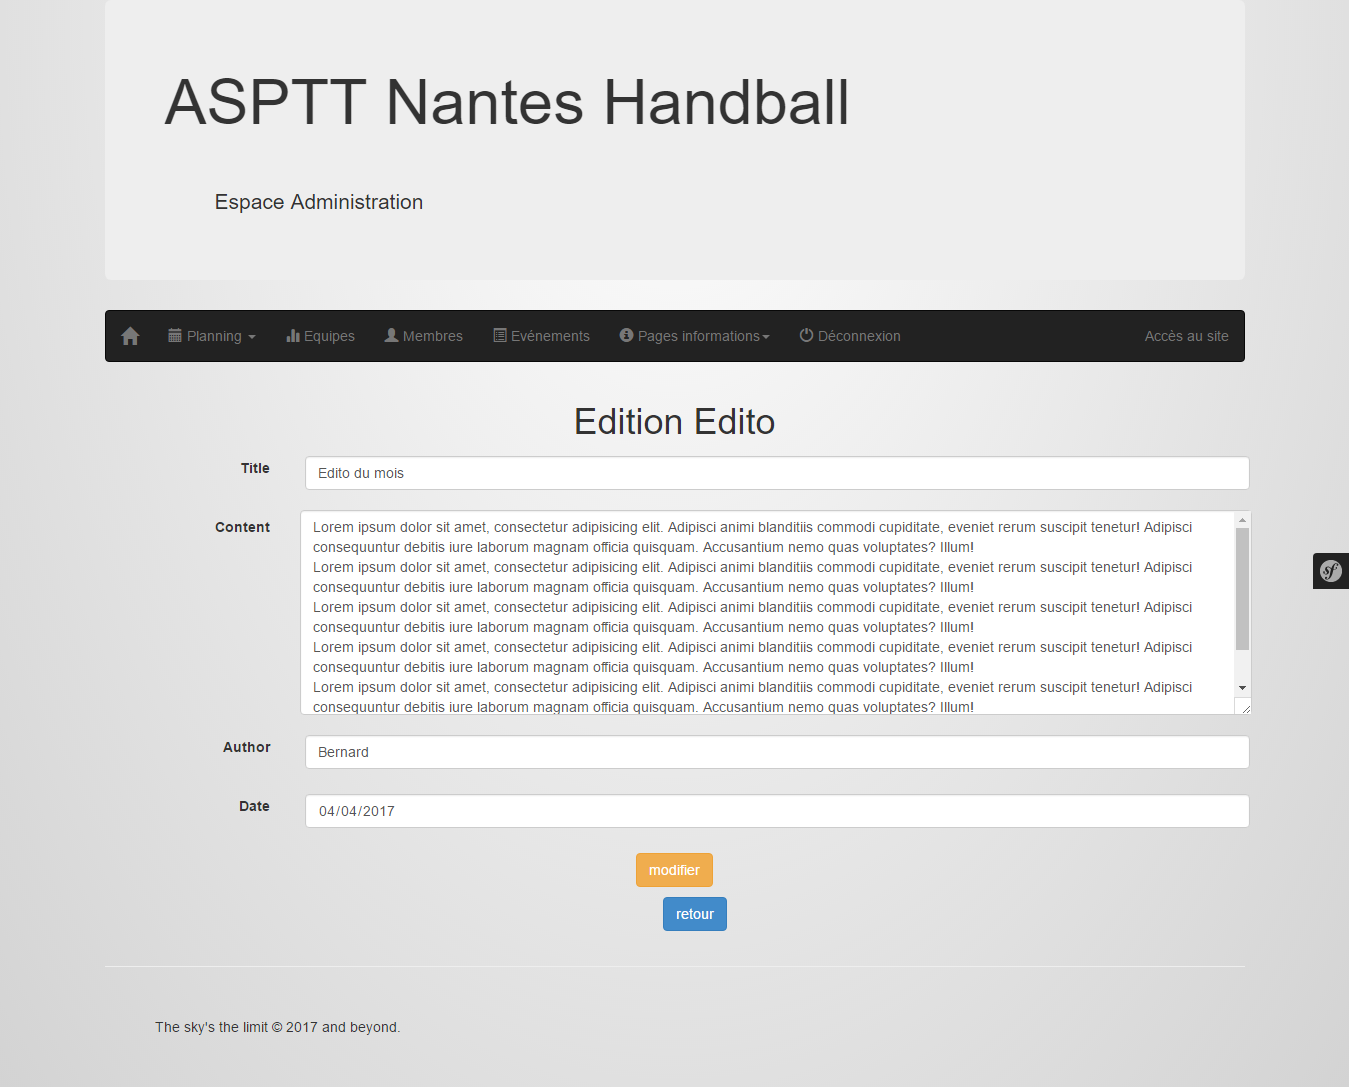 ASPTT Nantes Handball
Espace Administration
Planning Equipes Membres Evénements Pages informations Déconnexion Accès au site
Edition Edito
Title Edito du mois
Content Lorem ipsum dolor sit amet, consectetur adipisicing elit. Adipisci animi blanditiis commodi cupiditate, eveniet rerum suscipit tenetur! Adipisci
consequuntur debitis iure laborum magnam officia quisquam. Accusantium nemo quas voluptates? Illum!
Lorem ipsum dolor sit amet, consectetur adipisicing elit. Adipisci animi blanditiis commodi cupiditate, eveniet rerum suscipit tenetur! Adipisci
consequuntur debitis iure laborum magnam officia quisquam. Accusantium nemo quas voluptates? Illum!
Lorem ipsum dolor sit amet, consectetur adipisicing elit. Adipisci animi blanditiis commodi cupiditate, eveniet rerum suscipit tenetur! Adipisci
consequuntur debitis iure laborum magnam officia quisquam. Accusantium nemo quas voluptates? Illum!
Lorem ipsum dolor sit amet, consectetur adipisicing elit. Adipisci animi blanditiis commodi cupiditate, eveniet rerum suscipit tenetur! Adipisci
consequuntur debitis iure laborum magnam officia quisquam. Accusantium nemo quas voluptates? Illum!
Lorem ipsum dolor sit amet, consectetur adipisicing elit. Adipisci animi blanditiis commodi cupiditate, eveniet rerum suscipit tenetur! Adipisci
consequuntur debitis iure laborum magnam officia quisquam. Accusantium nemo quas voluptates? Illum!
sf
Author Bernard
Date 04/04/2017
modifier
retour
The sky's the limit © 2017 and beyond.